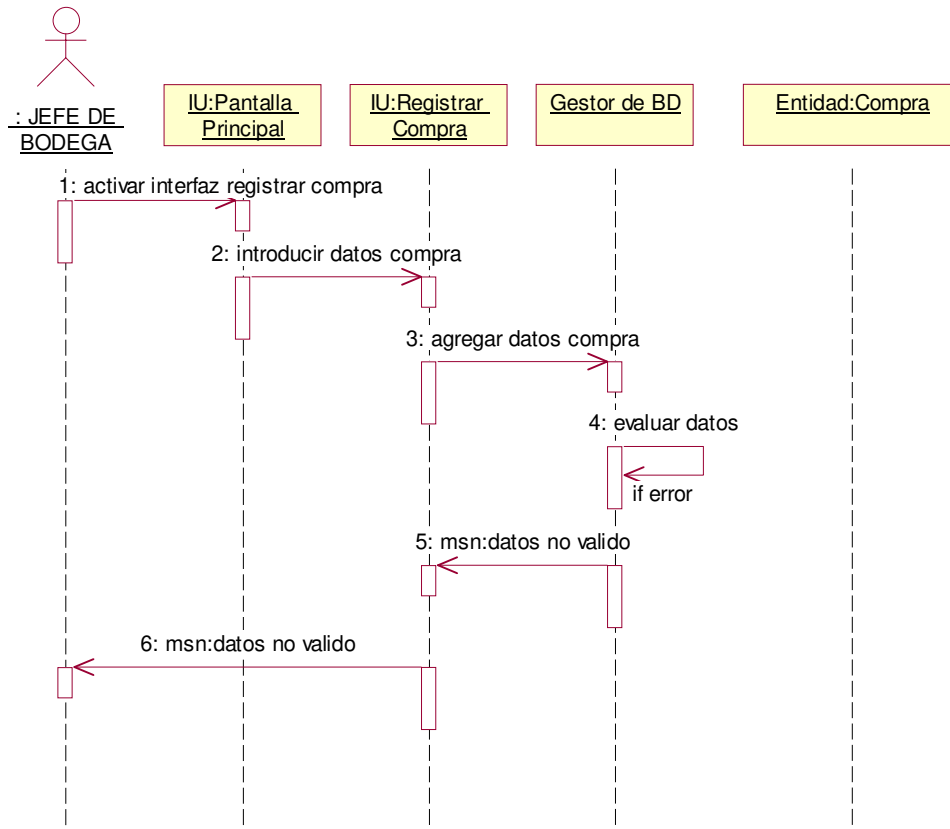 : JEFE DE
BODEGA
IU:Pantalla
Principal
IU:Registrar
Compra
Gestor de BD
Entidad:Compra
1: activar interfaz registrar compra
2: introducir datos compra
3: agregar datos compra
4: evaluar datos
if error
5: msn:datos no valido
6: msn:datos no valido